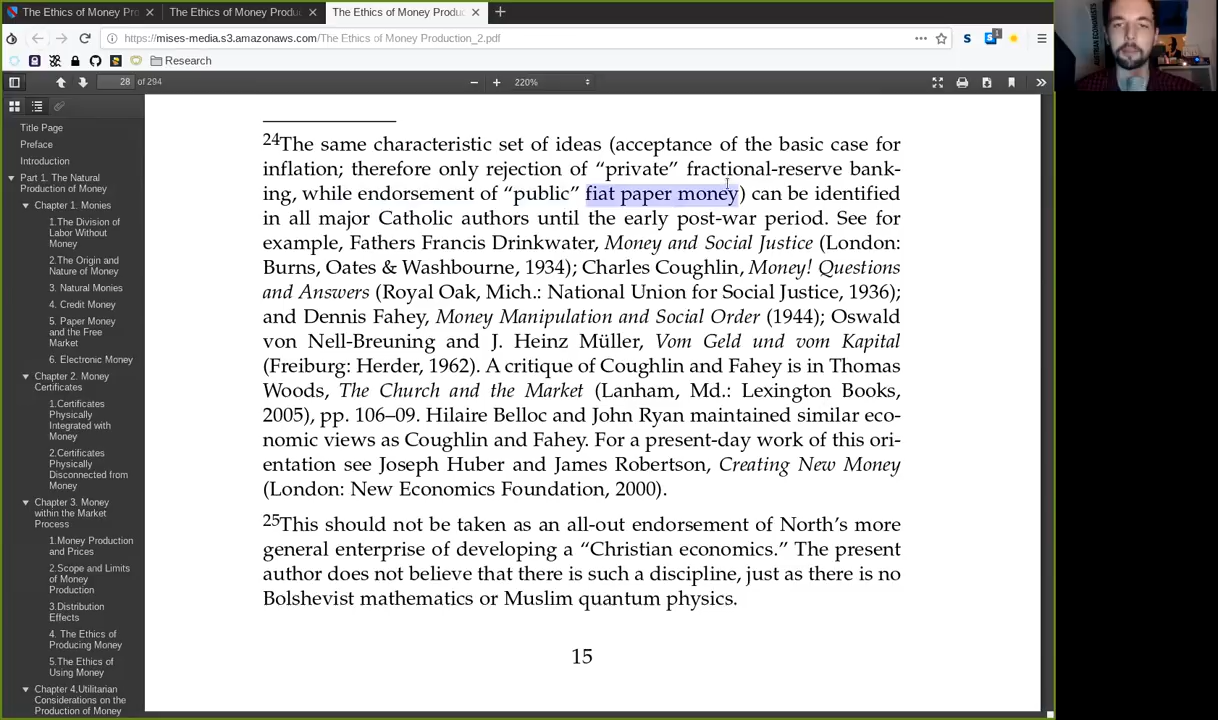 The Ethics of Money Pro
The Ethics of Money Produ
The Ethics of Money Produ
https://mises-media.s3.amazonaws.com/The Ethics of Money Production_2.pdf
S
S 1
Research
28 of 294
220%
Title Page
Preface
Introduction
Part 1. The Natural
Production of Money
Chapter 1. Monies
1.The Division of
Labor Without
Money
2.The Origin and
Nature of Money
3. Natural Monies
4. Credit Money
5. Paper Money
and the Free
Market
6. Electronic Money
Chapter 2. Money
Certificates
1.Certificates
Physically
Integrated with
Money
2.Certificates
Physically
Disconnected from
Money
Chapter 3. Money
within the Market
Process
1.Money Production
and Prices
2.Scope and Limits
of Money
Production
3.Distribution
Effects
4. The Ethics of
Producing Money
5.The Ethics of
Using Money
Chapter 4.Utilitarian
Considerations on the
Production of Money
24The same characteristic set of ideas (acceptance of the basic case for
inflation; therefore only rejection of “private” fractional-reserve bank-
ing, while endorsement of “public” fiat paper money) can be identified
in all major Catholic authors until the early post-war period. See for
example, Fathers Francis Drinkwater, Money and Social Justice (London:
Burns, Oates & Washbourne, 1934); Charles Coughlin, Money! Questions
and Answers (Royal Oak, Mich.: National Union for Social Justice, 1936);
and Dennis Fahey, Money Manipulation and Social Order (1944); Oswald
von Nell-Breuning and J. Heinz Müller, Vom Geld und vom Kapital
(Freiburg: Herder, 1962). A critique of Coughlin and Fahey is in Thomas
Woods, The Church and the Market (Lanham, Md.: Lexington Books,
2005), pp. 106–09. Hilaire Belloc and John Ryan maintained similar eco-
nomic views as Coughlin and Fahey. For a present-day work of this ori-
entation see Joseph Huber and James Robertson, Creating New Money
(London: New Economics Foundation, 2000).
25This should not be taken as an all-out endorsement of North’s more
general enterprise of developing a “Christian economics.” The present
author does not believe that there is such a discipline, just as there is no
Bolshevist mathematics or Muslim quantum physics.
15